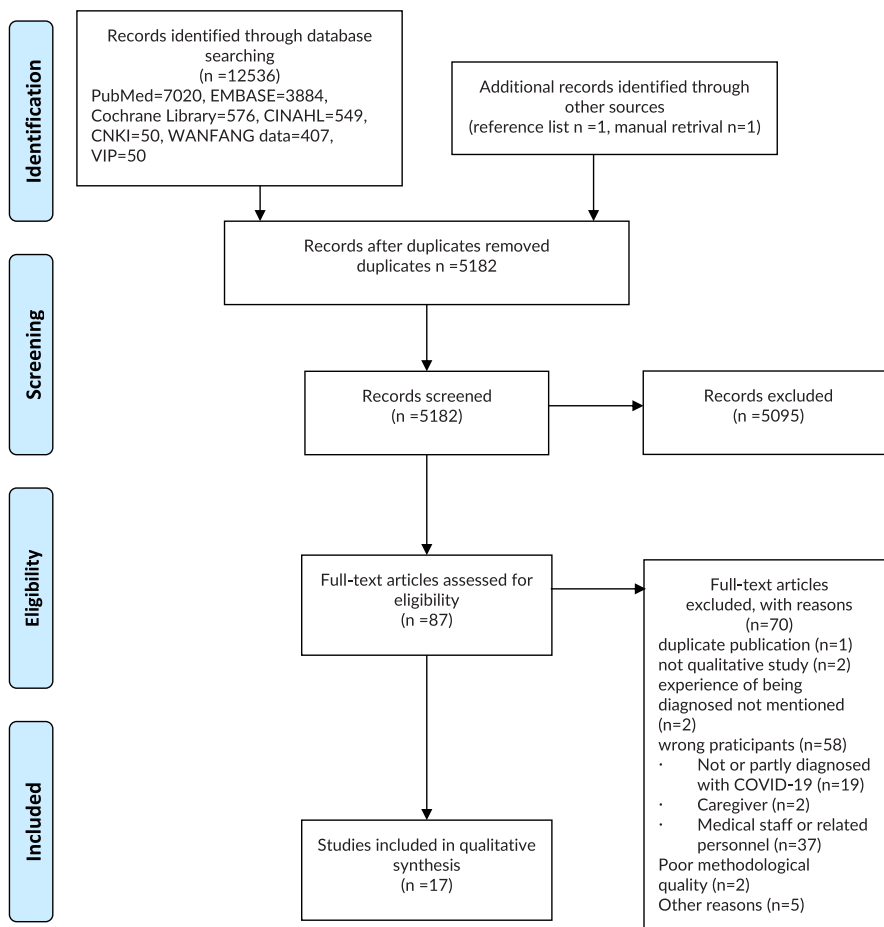 Identification
Records identified through database
searching
(n =12536)
PubMed=7020, EMBASE=3884,
Cochrane Library=576, CINAHL=549,
CNKI=50, WANFANG data=407,
VIP=50
Additional records identified through
other sources
(reference list n =1, manual retrival n=1)
Records after duplicates removed
duplicates n =5182
Screening
Records screened
(n =5182)
Records excluded
(n =5095)
Eligibility
Full-text articles assessed for
eligibility
(n =87)
Full-text articles
excluded, with reasons
(n=70)
duplicate publication (n=1)
not qualitative study (n=2)
experience of being
diagnosed not mentioned
(n=2)
wrong praticipants (n=58)
· Not or partly diagnosed
with COVID-19 (n=19)
· Caregiver (n=2)
· Medical staff or related
personnel (n=37)
Poor methodological
quality (n=2)
Other reasons (n=5)
Included
Studies included in qualitative
synthesis
(n =17)